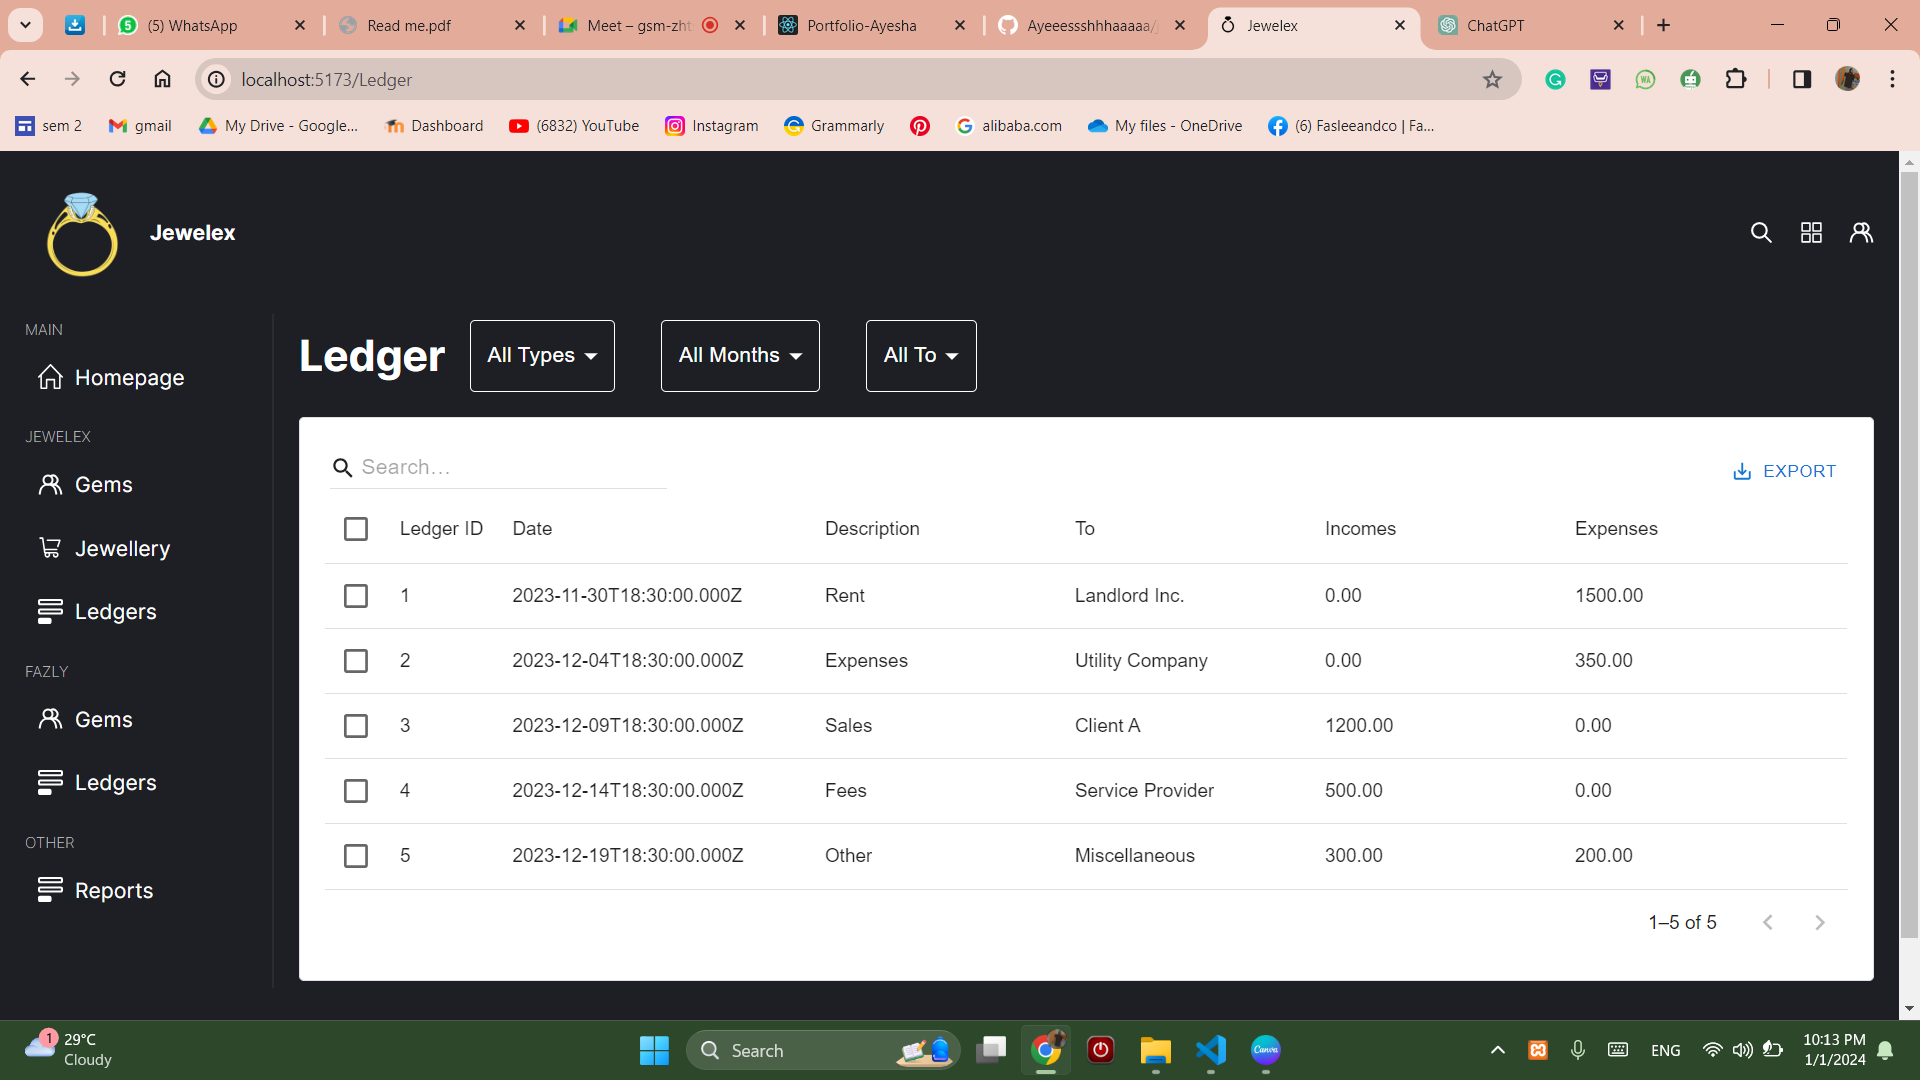 (5) WhatsApp
Read me.pdf
Meet – gsm-zht
Portfolio-Ayesha
Ayeeessshhhaaaaa/
Jewelex
ChatGPT
localhost:5173/Ledger
sem 2
gmail
My Drive - Google...
Dashboard
(6832) YouTube
Instagram
Grammarly
alibaba.com
My files - OneDrive
(6) Fasleeandco | Fa...
Jewelex
MAIN
Homepage
JEWELEX
Gems
Jewellery
Ledgers
FAZLY
Gems
Ledgers
OTHER
Reports
Ledger
All Types
All Months
All To
Search…
EXPORT
Ledger ID Date Description To Incomes Expenses
1 2023-11-30T18:30:00.000Z Rent Landlord Inc. 0.00 1500.00
2 2023-12-04T18:30:00.000Z Expenses Utility Company 0.00 350.00
3 2023-12-09T18:30:00.000Z Sales Client A 1200.00 0.00
4 2023-12-14T18:30:00.000Z Fees Service Provider 500.00 0.00
5 2023-12-19T18:30:00.000Z Other Miscellaneous 300.00 200.00
1–5 of 5
1
29°C
Cloudy
Search
Canva
ENG
10:13 PM
1/1/2024